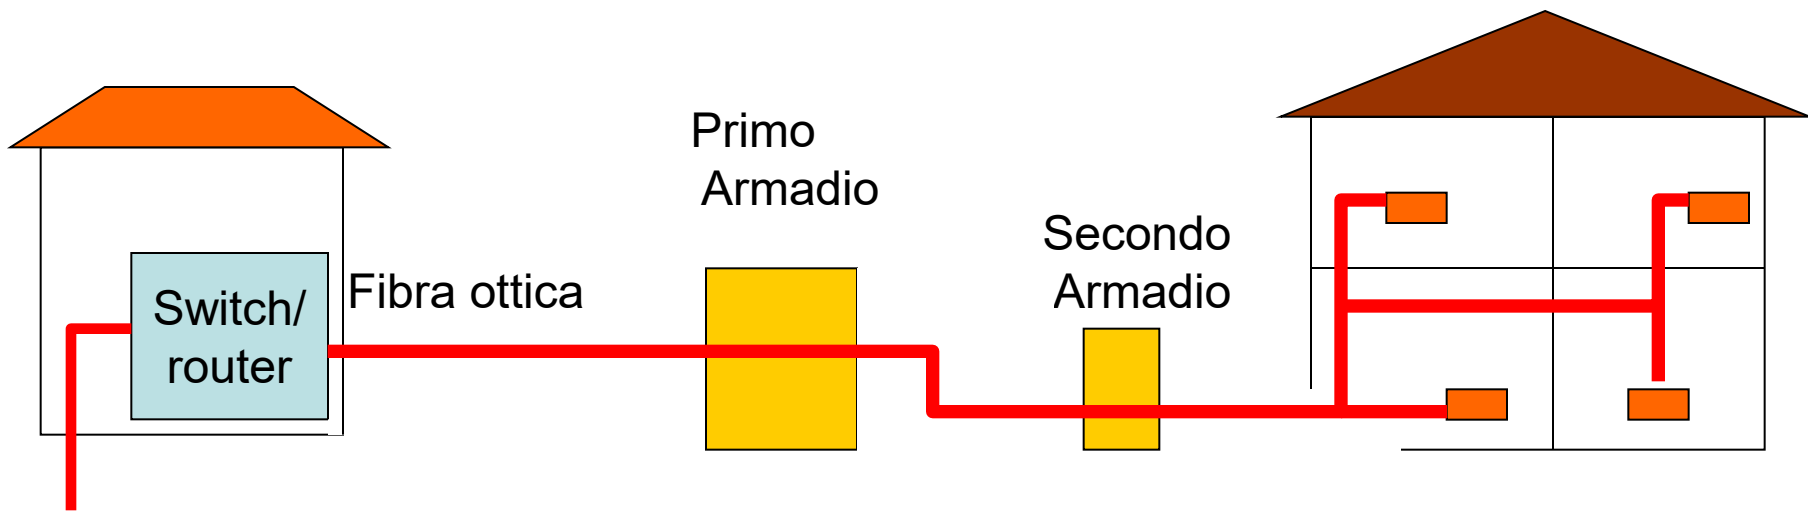 Primo
Armadio
Secondo
Armadio
Fibra ottica
Switch/
router